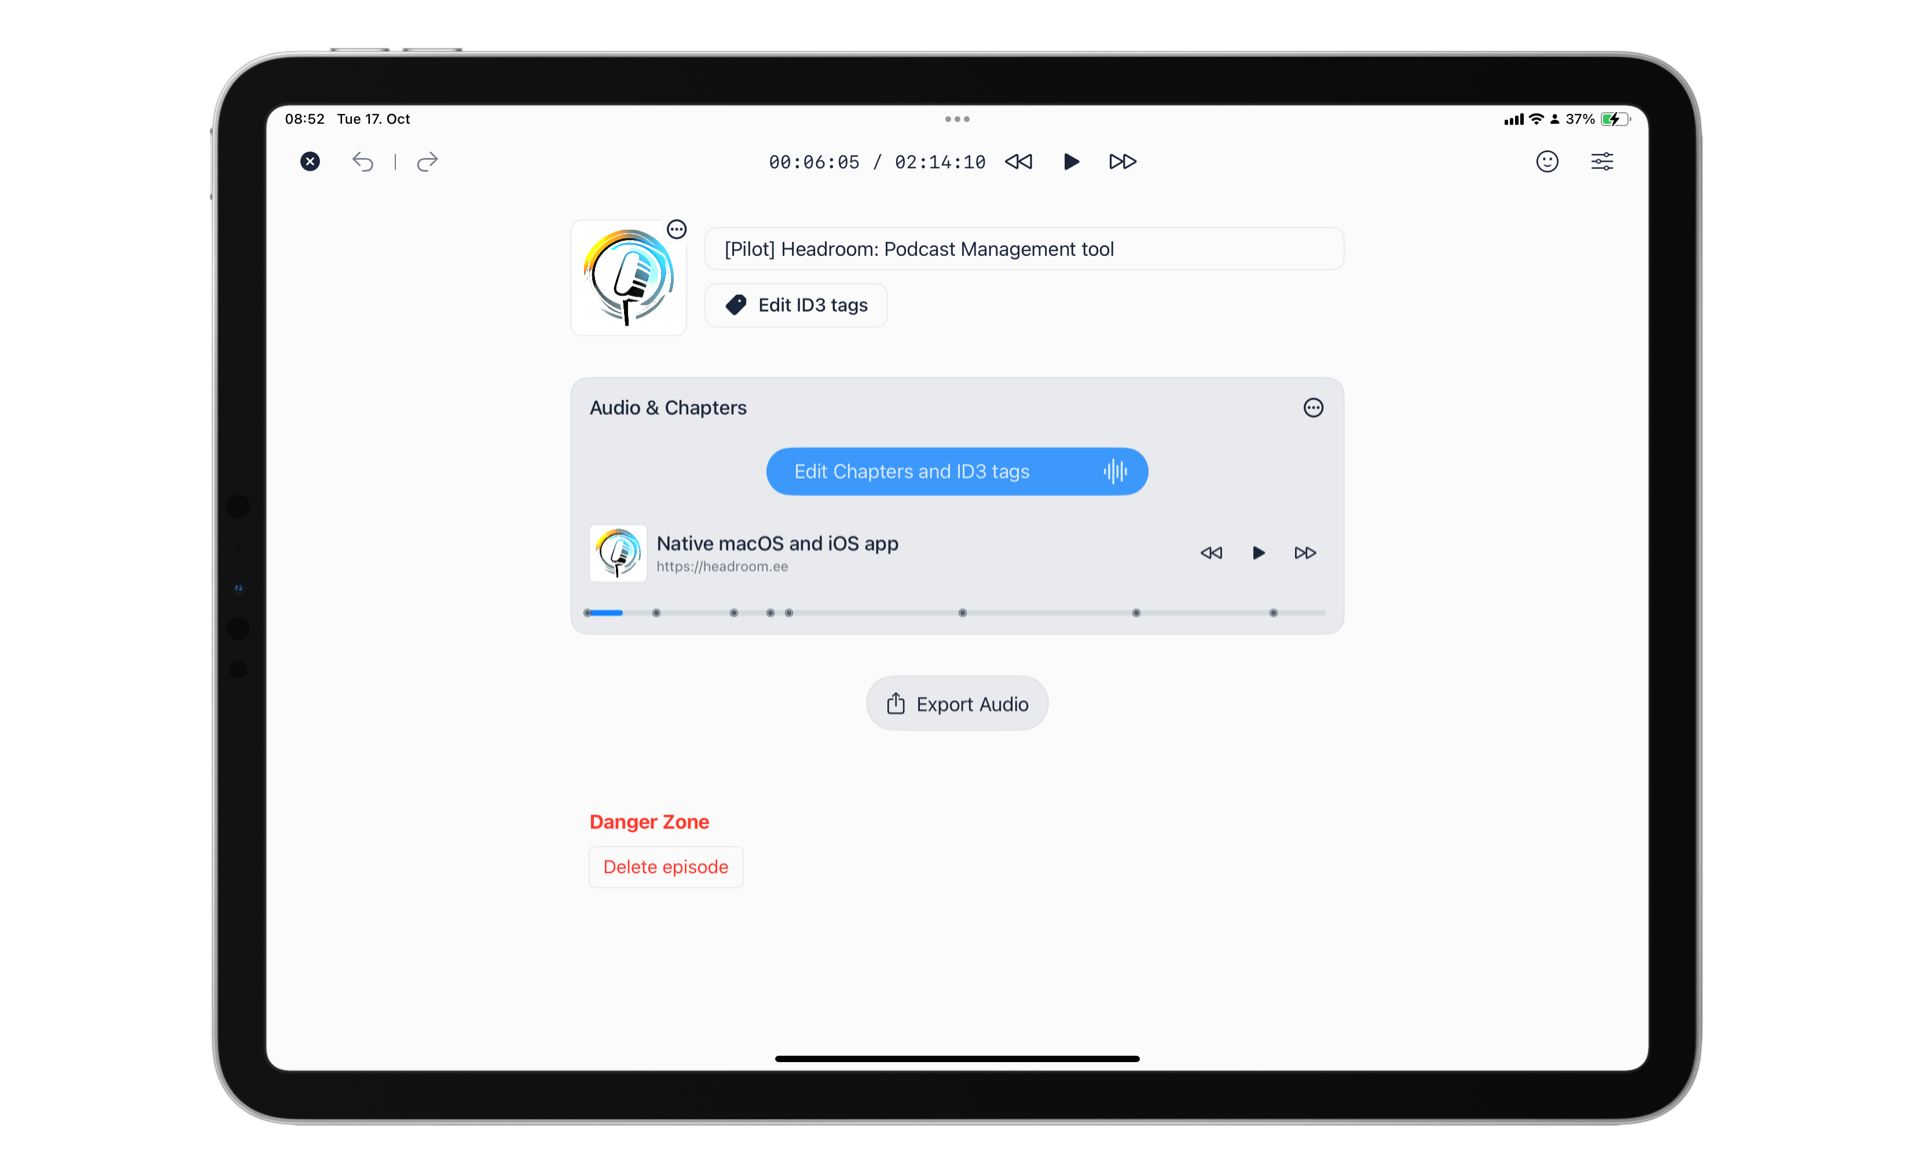 08:52 Tue 17. Oct
37%
00:06:05 / 02:14:10
[Pilot] Headroom: Podcast Management tool
Edit ID3 tags
Audio & Chapters
Edit Chapters and ID3 tags
Native macOS and iOS app
https://headroom.ee
Export Audio
Danger Zone
Delete episode